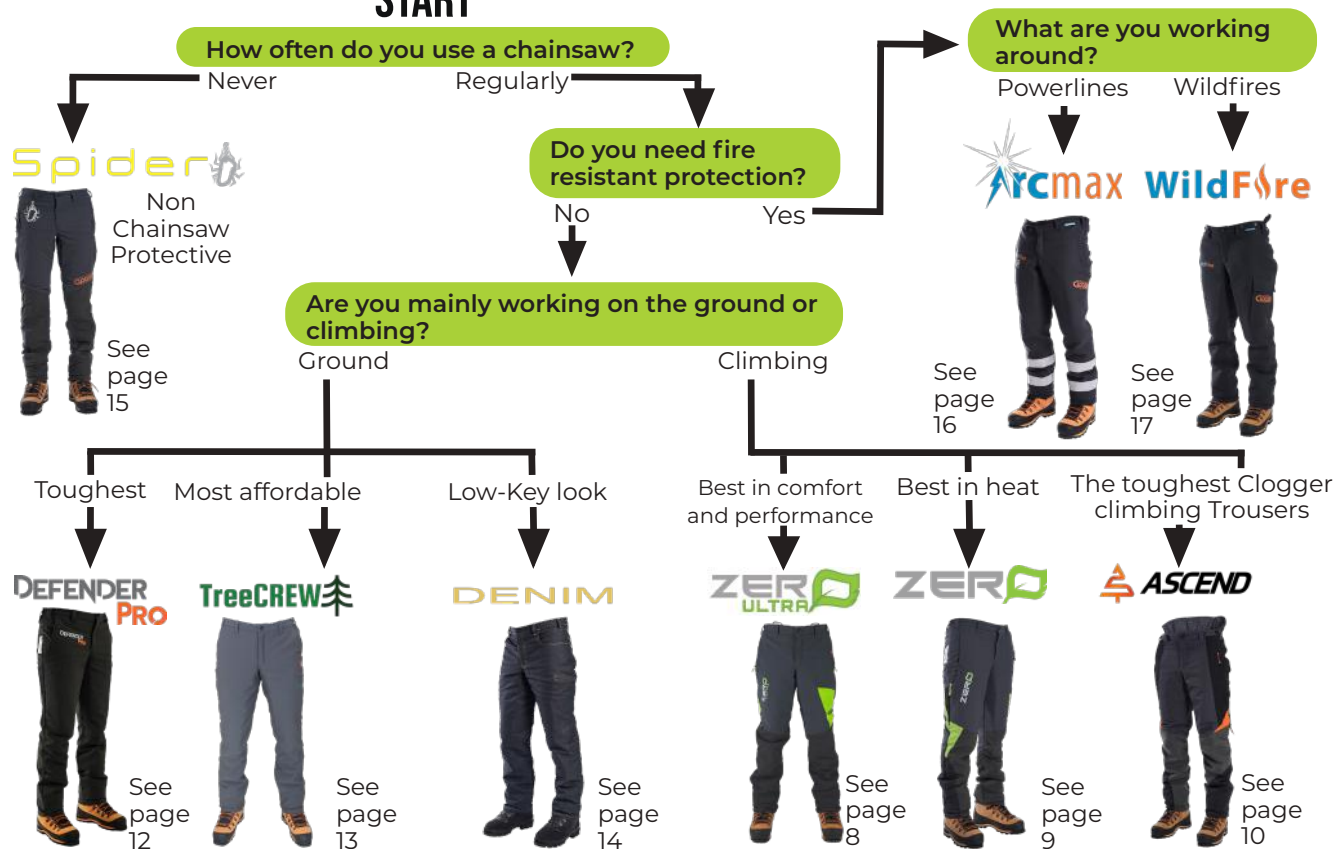 START
How often do you use a chainsaw?
Never
Regularly
What are you working
around?
Powerlines
Wildfires
Spider
Non
Chainsaw
Protective
See
page
15
Do you need fire
resistant protection?
No
Yes
Arcmax
WildFire
See
page
16
See
page
17
Are you mainly working on the ground or
climbing?
Ground
Climbing
Toughest
Most affordable
Low-Key look
Best in comfort
and performance
Best in heat
The toughest Clogger
climbing Trousers
DEFENDER
PRO
TreeCREW
DENIM
ZERO
ULTRA
ZERO
ASCEND
DEFENDER
PRO
ZERO
See
page
12
See
page
13
See
page
14
See
page
8
See
page
9
See
page
10